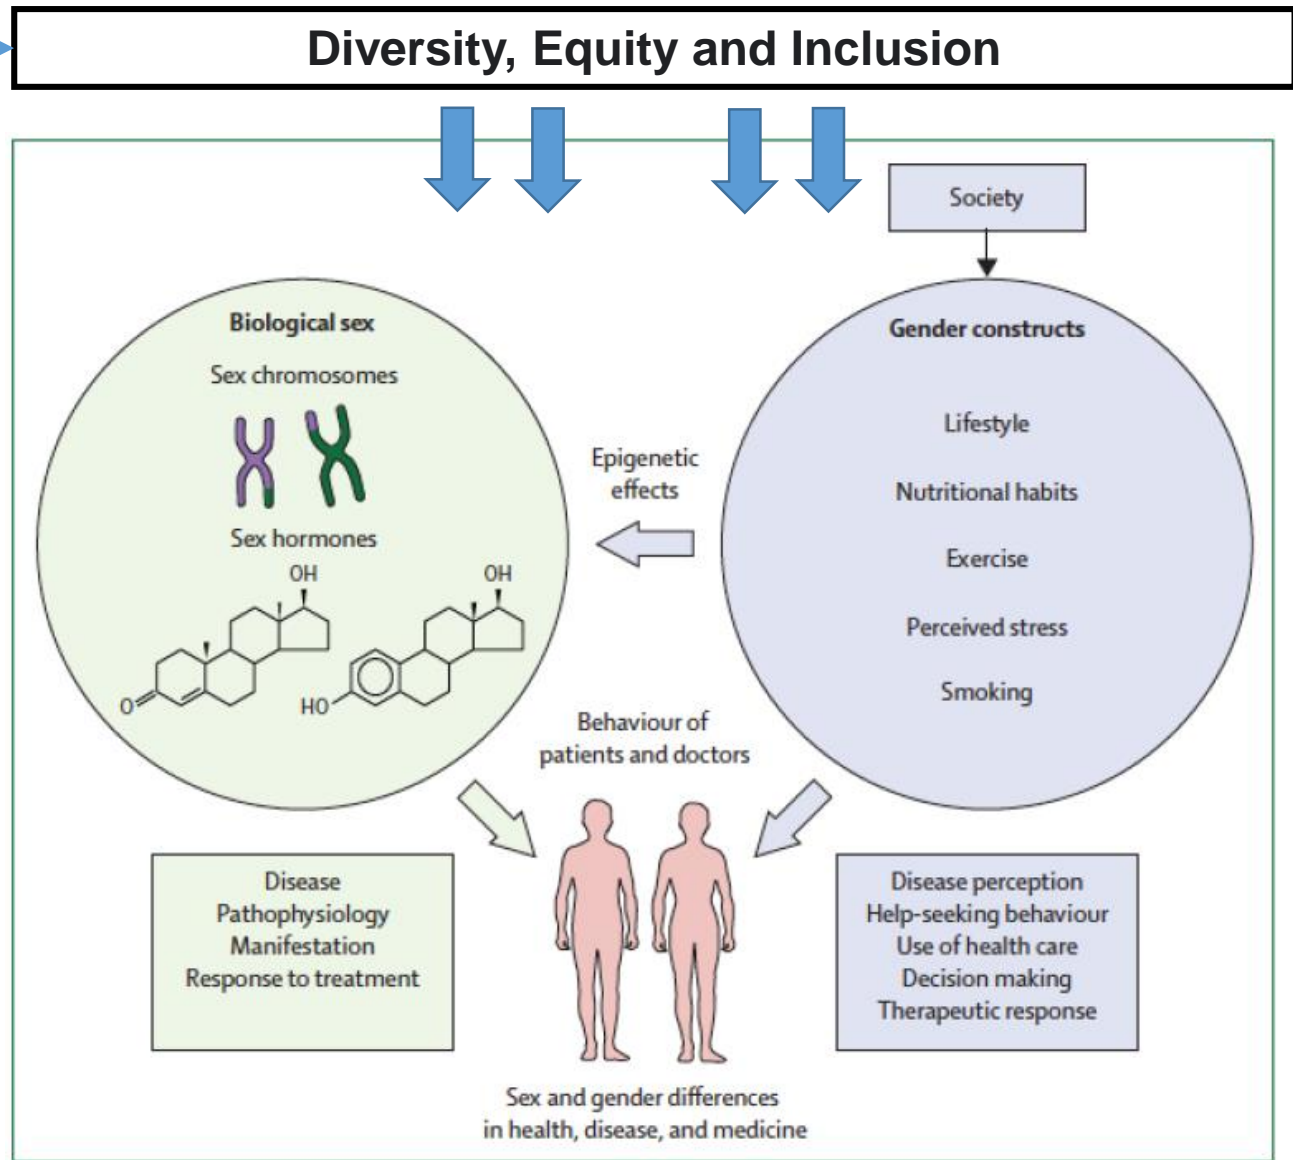 Diversity, Equity and Inclusion
Society
Biological sex
Sex chromosomes
Sex hormones
OH
OH
O
HO
Epigenetic
effects
Gender constructs
Lifestyle
Nutritional habits
Exercise
Perceived stress
Smoking
Behaviour of
patients and doctors
Disease
Pathophysiology
Manifestation
Response to treatment
Disease perception
Help-seeking behaviour
Use of health care
Decision making
Therapeutic response
Sex and gender differences
in health, disease, and medicine